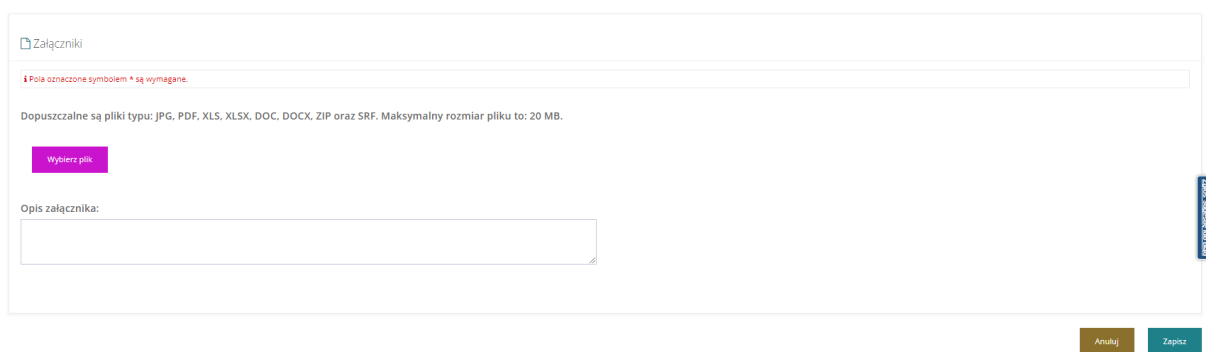 Załączniki
i Pola oznaczone symbolem * są wymagane.
Dopuszczalne są pliki typu: JPG, PDF, XLS, XLSX, DOC, DOCX, ZIP oraz SRF. Maksymalny rozmiar pliku to: 20 MB.
Wybierz plik
Opis załącznika:
Anuluj
Zapisz